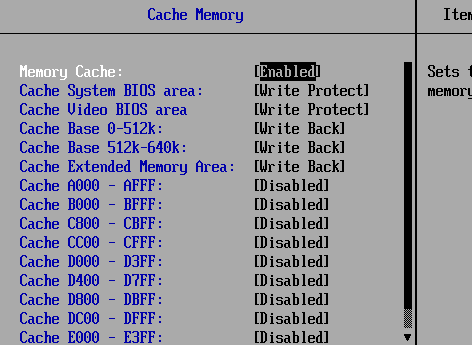 Cache Memory
Item
Memory Cache: [Enabled]
Sets t
Cache System BIOS area: [Write Protect]
memory
Cache Video BIOS area [Write Protect]
Cache Base 0-512k: [Write Back]
Cache Base 512k-640k: [Write Back]
Cache Extended Memory Area: [Write Back]
Cache A000 - AFFF: [Disabled]
Cache B000 - BFFF: [Disabled]
Cache C800 - CBFF: [Disabled]
Cache CC00 - CFFF: [Disabled]
Cache D000 - D3FF: [Disabled]
Cache D400 - D7FF: [Disabled]
Cache D800 - DBFF: [Disabled]
Cache DC00 - DFFF: [Disabled]
Cache E000 - E3FF: [Disabled]